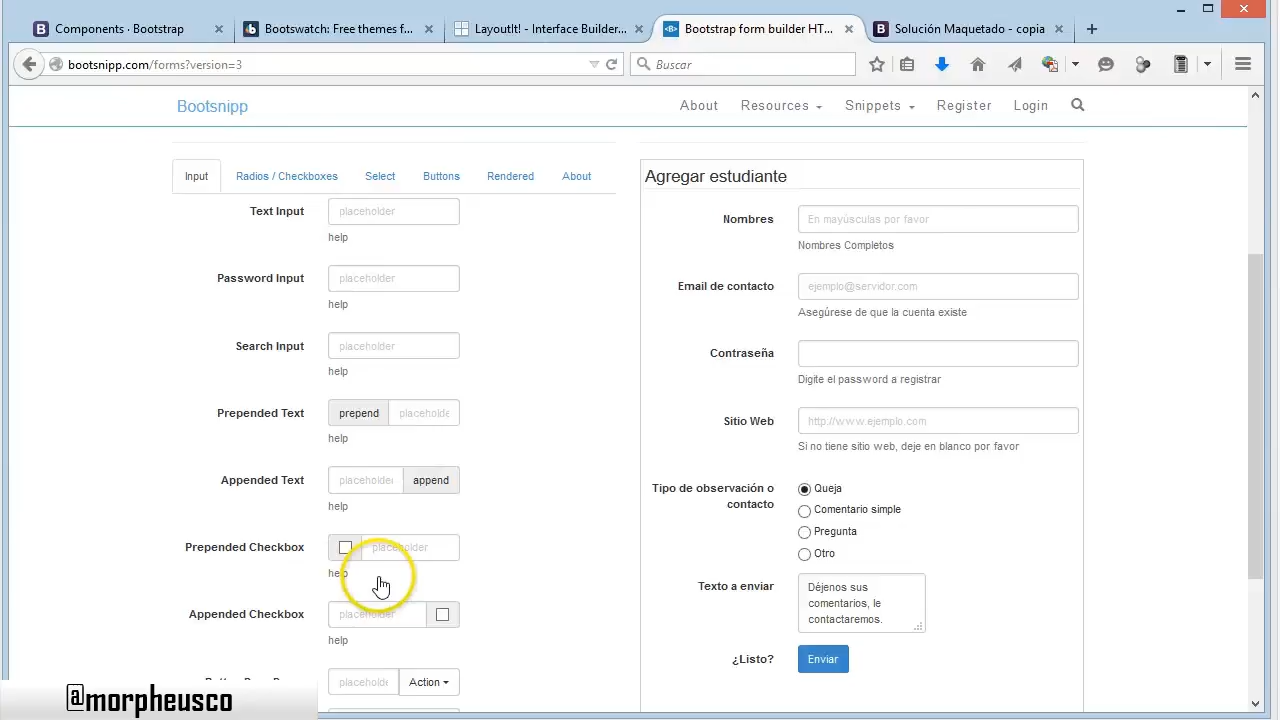 Components · Bootstrap
Bootswatch: Free themes f...
LayoutIt! - Interface Builder...
Bootstrap form builder HT...
Solución Maquetado - copia
bootsnipp.com/forms?version=3
Buscar
Bootsnipp
About
Resources
Snippets
Register
Login
Input
Radios / Checkboxes
Select
Buttons
Rendered
About
Text Input
placeholder
help
Password Input
placeholder
help
Search Input
placeholder
help
Prepended Text
prepend
placeholde
help
Appended Text
placeholder
append
help
Prepended Checkbox
placeholder
help
Appended Checkbox
placeholder
help
placeholder
Action
Agregar estudiante
Nombres
En mayúsculas por favor
Nombres Completos
Email de contacto
ejemplo@servidor.com
Asegúrese de que la cuenta existe
Contraseña
Digite el password a registrar
Sitio Web
http://www.ejemplo.com
Si no tiene sitio web, deje en blanco por favor
Tipo de observación o
contacto
Queja
Comentario simple
Pregunta
Otro
Texto a enviar
Déjenos sus
comentarios, le
contactaremos.
¿Listo?
Enviar
@morpheusco